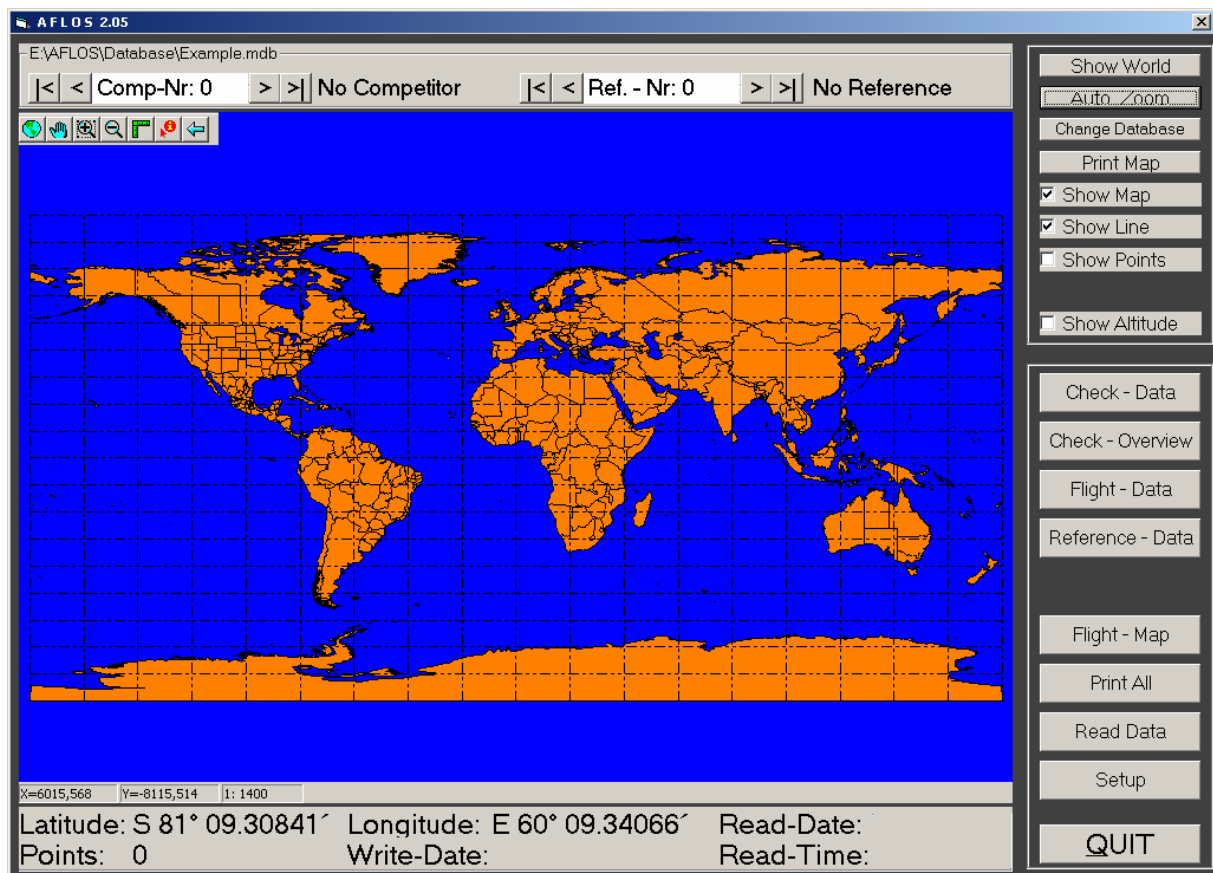 AFLOS 2.05
E:\AFLOS\Database\Example.mdb
|< < Comp-Nr: 0 > >| No Competitor |< < Ref. - Nr: 0 > >| No Reference
Show World
Auto Zoom
Change Database
Print Map
Show Map
Show Line
Show Points
Show Altitude
Check - Data
Check - Overview
Flight - Data
Reference - Data
Flight - Map
Print All
Read Data
Setup
QUIT
X=6015,568 Y=-8115,514 1: 1400
Latitude: S 81° 09.30841´ Longitude: E 60° 09.34066´ Read-Date:
Points: 0 Write-Date: Read-Time: